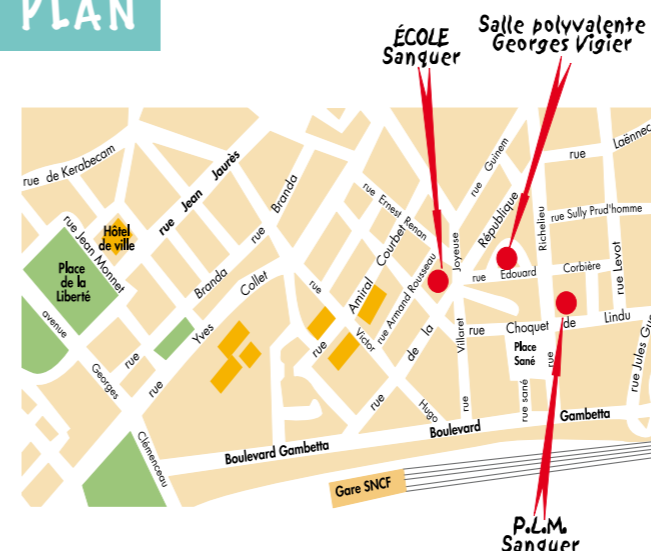 PLAN
ÉCOLE
Sanquer
Salle polyvalente
Georges Vigier
rue de Kerabecam
rue Jean Jaurès
Hôtel
de ville
rue Jean Monnet
Place
de la
Liberté
avenue
Georges
Clémenceau
rue Branda
rue Branda
rue Yves Collet
rue Ernest Renan
rue Amiral Courbet
rue Armand Rousseau
rue Victor Hugo
rue de la République
rue Guinem
Joyeuse
Villaret
rue
Richelieu
rue Laënnec
rue Sully Prud'homme
rue Édouard Corbière
rue Levot
rue Choquet de Lindu
Place
Sané
rue
rue sané
rue Jules Gu
Boulevard Gambetta
Boulevard Gambetta
Gare SNCF
P.L.M.
Sanquer